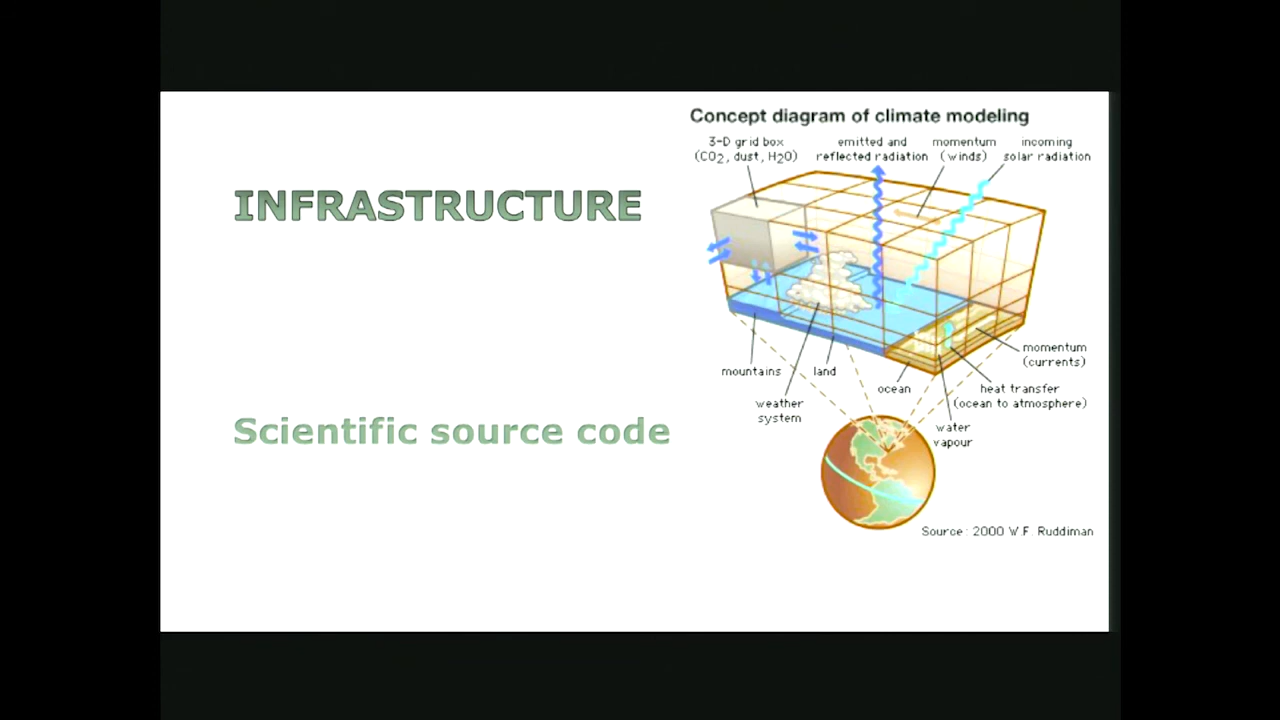 INFRASTRUCTURE
Scientific source code
Concept diagram of climate modeling
3-D grid box
(CO2, dust, H2O)
emitted and
reflected radiation
momentum
(winds)
incoming
solar radiation
mountains
land
weather
system
ocean
momentum
(currents)
heat transfer
(ocean to atmosphere)
water
vapour
Source: 2000 W.F. Ruddiman